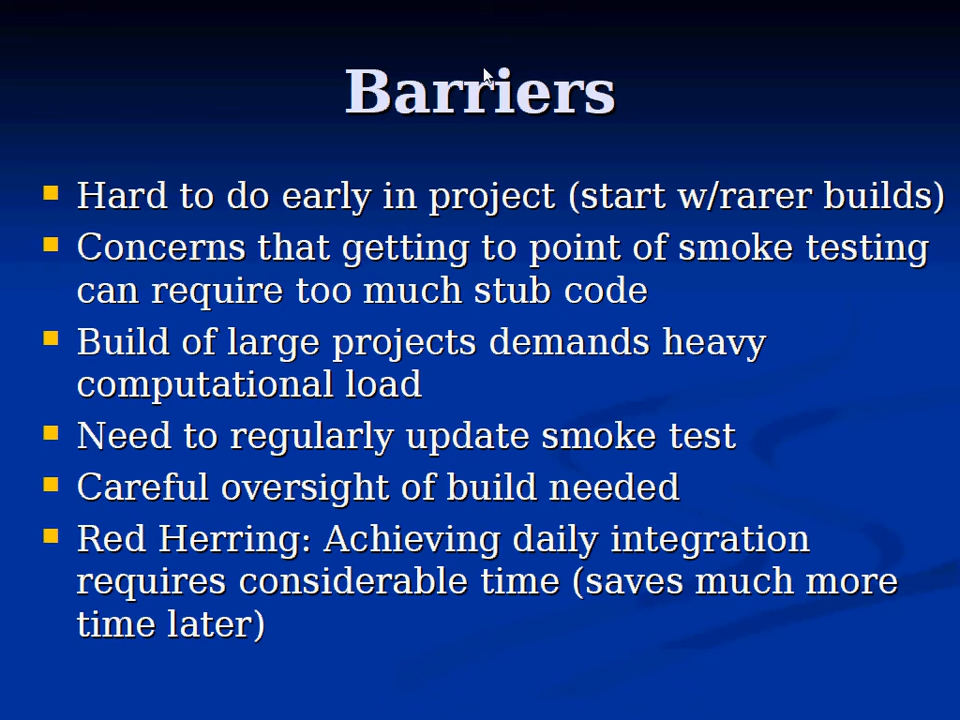 Barriers
Hard to do early in project (start w/rarer builds)
Concerns that getting to point of smoke testing
can require too much stub code
Build of large projects demands heavy
computational load
Need to regularly update smoke test
Careful oversight of build needed
Red Herring: Achieving daily integration
requires considerable time (saves much more
time later)